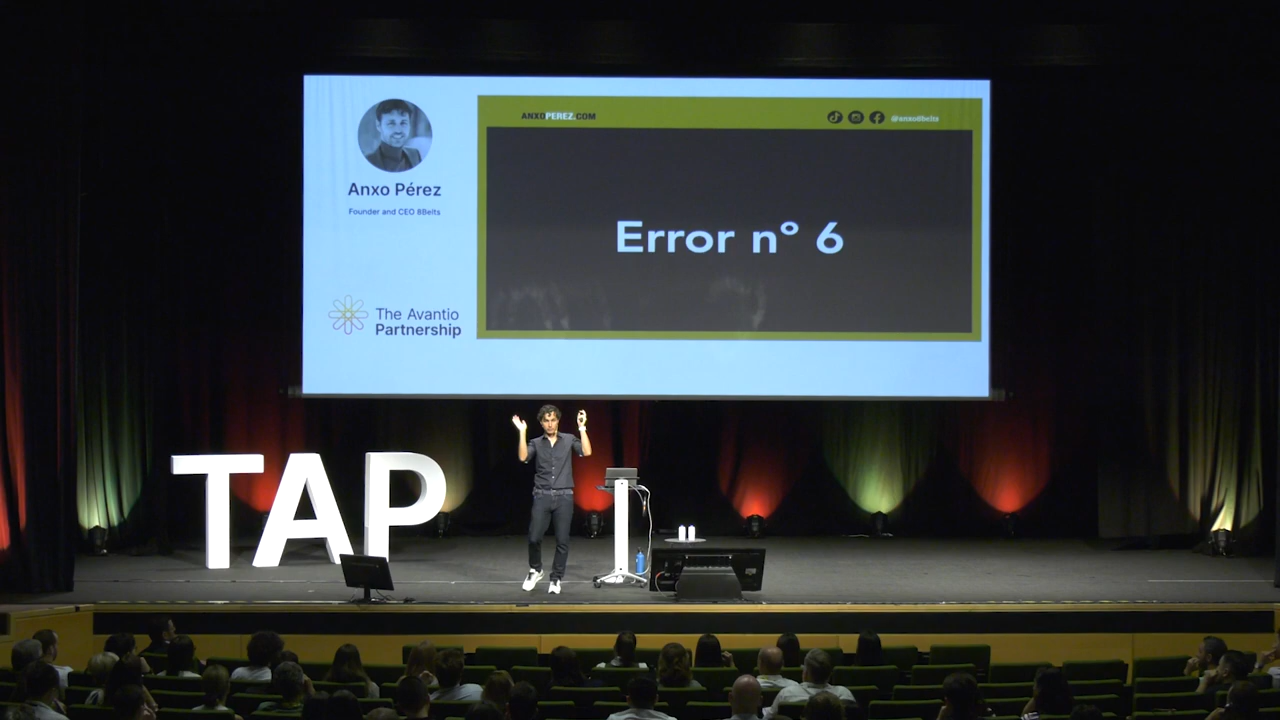 Anxo Pérez
Founder and CEO 8Belts
The Avantio
Partnership
ANXOPEREZ.COM
@anxo8belts
Error nº 6
TAP